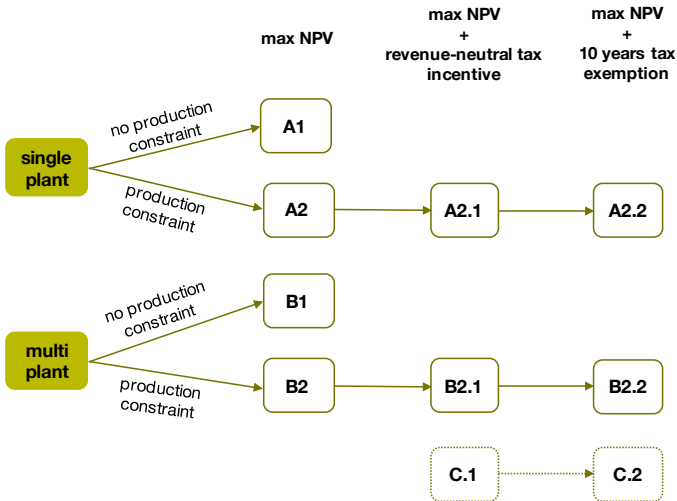 max NPV
max NPV
+
revenue-neutral tax
incentive
max NPV
+
10 years tax
exemption
single
plant
no production
constraint
A1
production
constraint
A2
A2.1
A2.2
multi
plant
no production
constraint
B1
production
constraint
B2
B2.1
B2.2
C.1
C.2